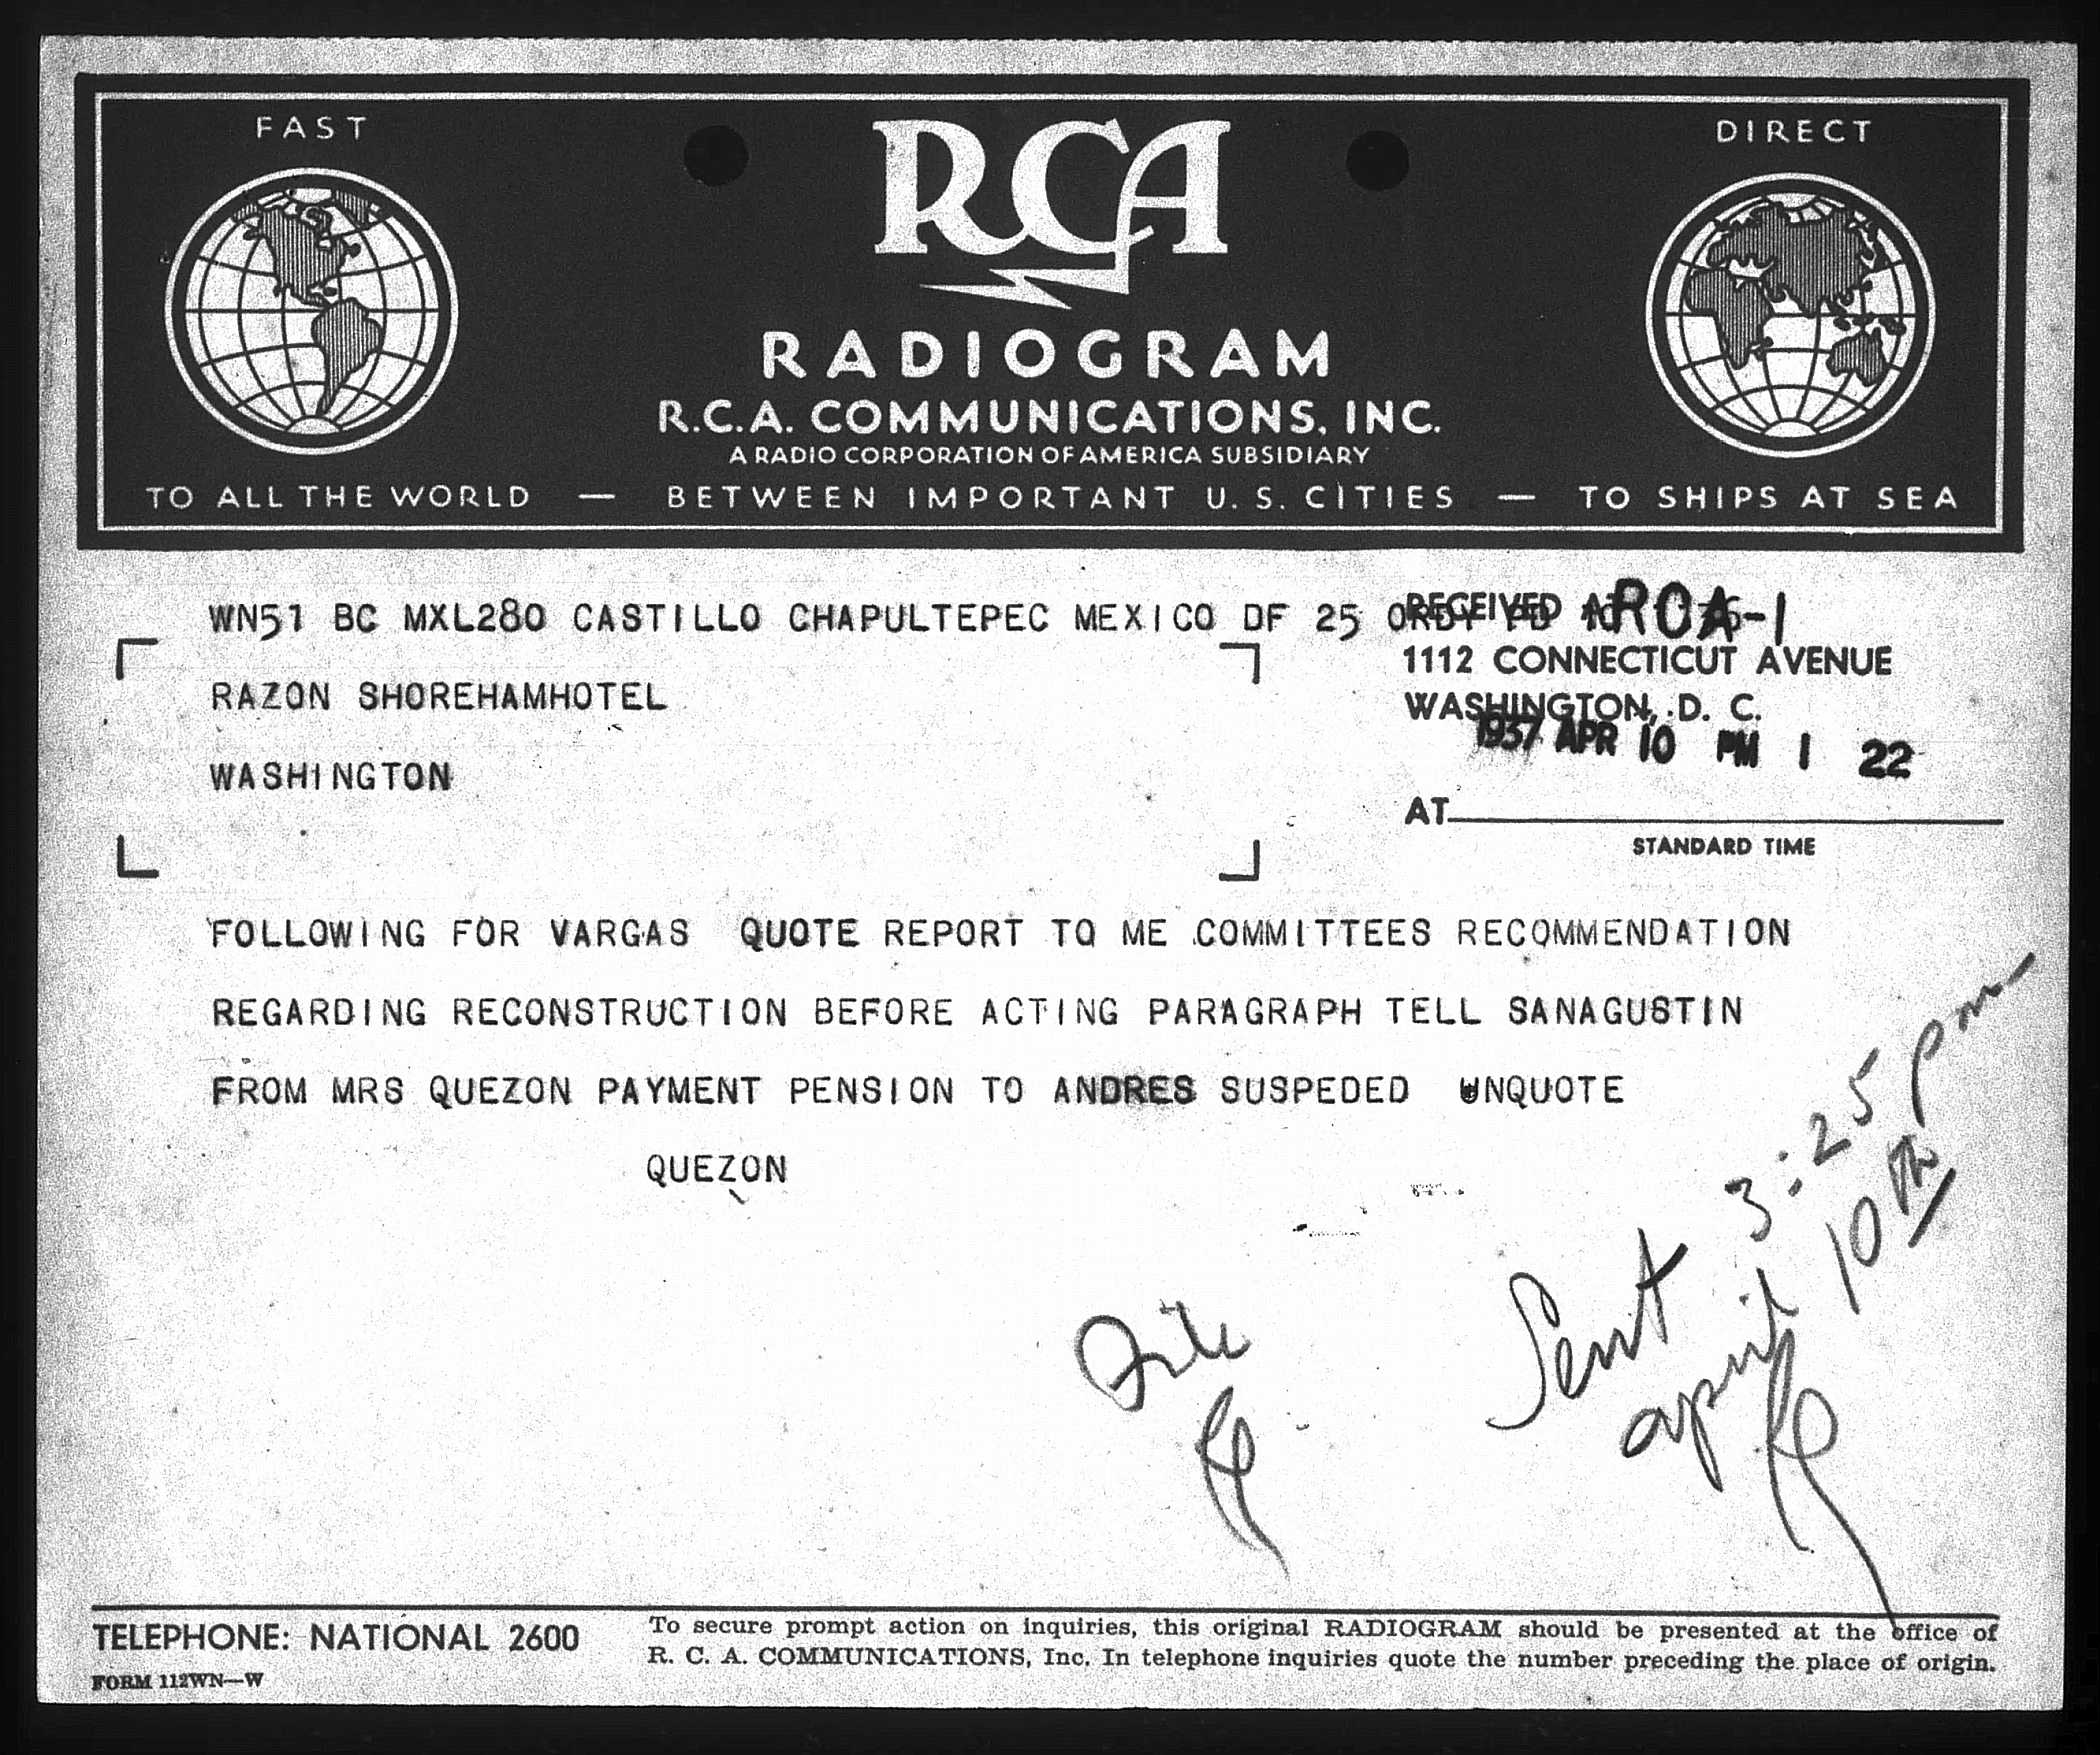 FAST
DIRECT
RCA
RADIOGRAM
R.C.A. COMMUNICATIONS, INC.
A RADIO CORPORATION OF AMERICA SUBSIDIARY
TO ALL THE WORLD — BETWEEN IMPORTANT U. S. CITIES — TO SHIPS AT SEA
WN51 BC MXL280 CASTILLO CHAPULTEPEC MEXICO DF 25 ORDY PD
RECEIVED AT RCA-1
1112 CONNECTICUT AVENUE
WASHINGTON, D. C.
1937 APR 10 PM 1 22
RAZON SHOREHAMHOTEL
WASHINGTON
AT
STANDARD TIME
FOLLOWING FOR VARGAS QUOTE REPORT TO ME COMMITTEES RECOMMENDATION
REGARDING RECONSTRUCTION BEFORE ACTING PARAGRAPH TELL SANAGUSTIN
FROM MRS QUEZON PAYMENT PENSION TO ANDRES SUSPEDED UNQUOTE
QUEZON
Sent 3:25 pm
april 10th
File
TELEPHONE: NATIONAL 2600
To secure prompt action on inquiries, this original RADIOGRAM should be presented at the office of
R. C. A. COMMUNICATIONS, Inc. In telephone inquiries quote the number preceding the place of origin.
FORM 112WN—W